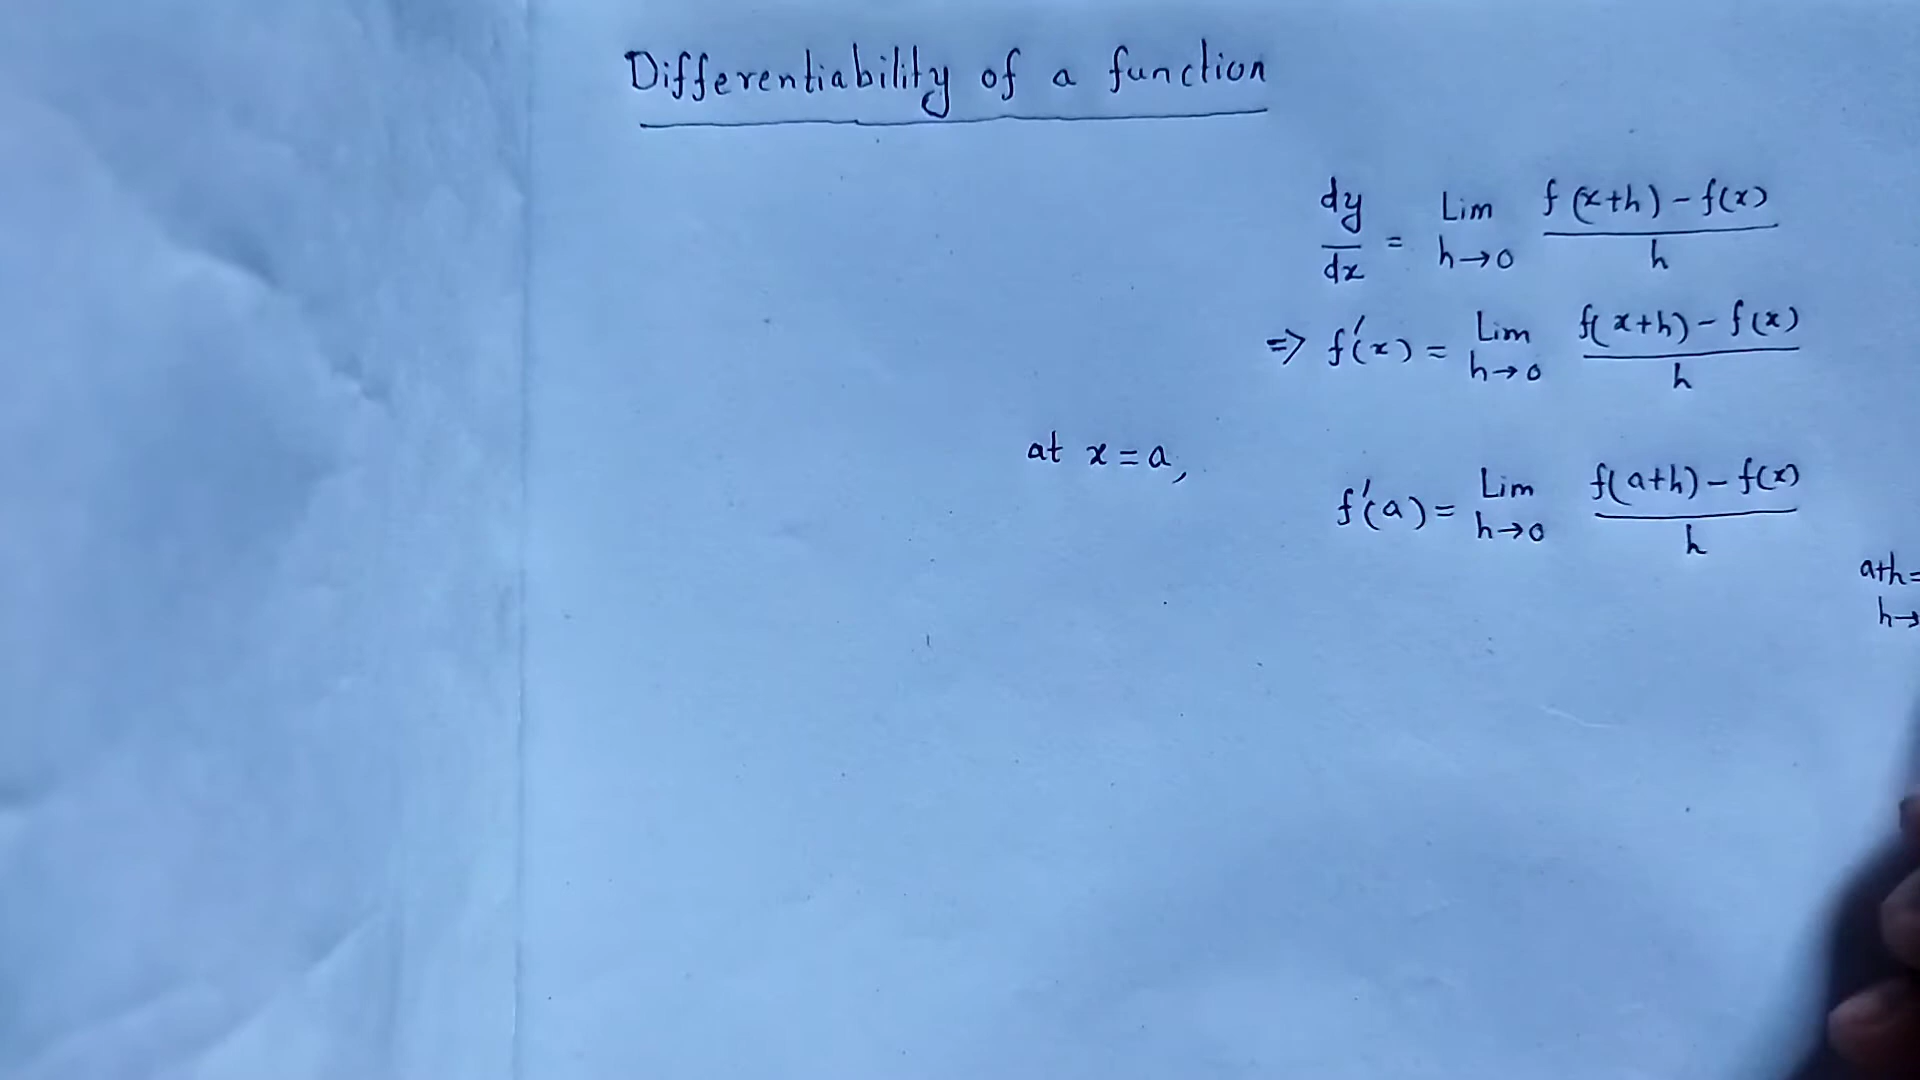 Differentiability of a function
dy/dx = Lim h→0 f(x+h)-f(x)/h
⇒ f'(x) = Lim h→0 f(x+h)-f(x)/h
at x=a,
f'(a) = Lim h→0 f(a+h)-f(x)/h
a+h=
h→